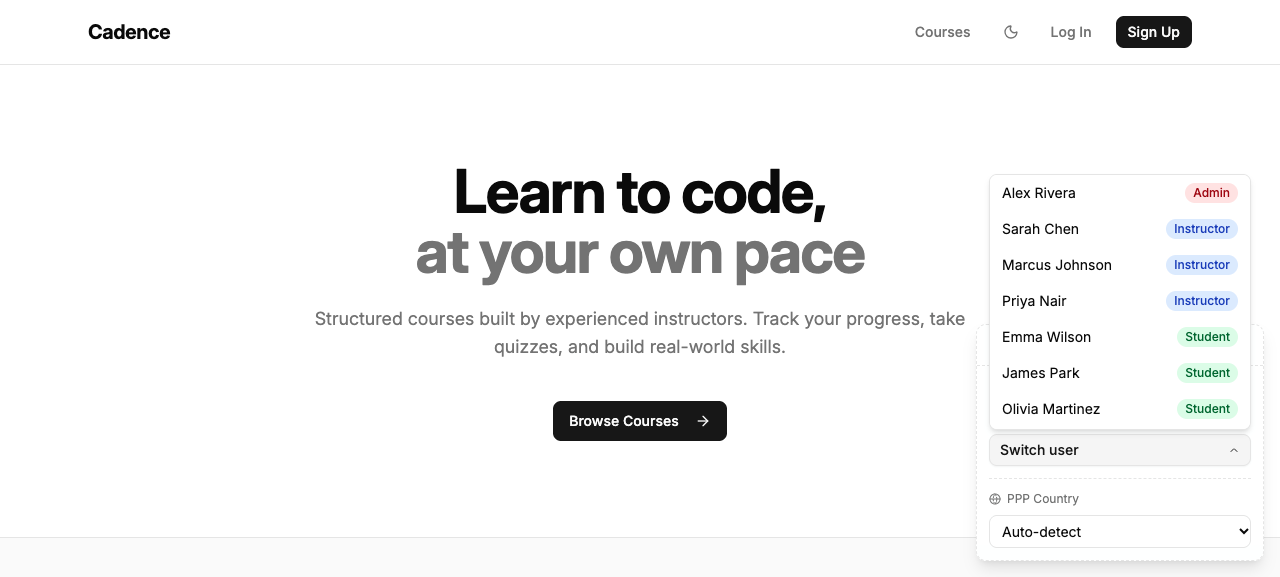 Cadence
Courses
Log In
Sign Up
Learn to code,
at your own pace
Structured courses built by experienced instructors. Track your progress, take
quizzes, and build real-world skills.
Browse Courses
Alex Rivera Admin
Sarah Chen Instructor
Marcus Johnson Instructor
Priya Nair Instructor
Emma Wilson Student
James Park Student
Olivia Martinez Student
Switch user
PPP Country
Auto-detect